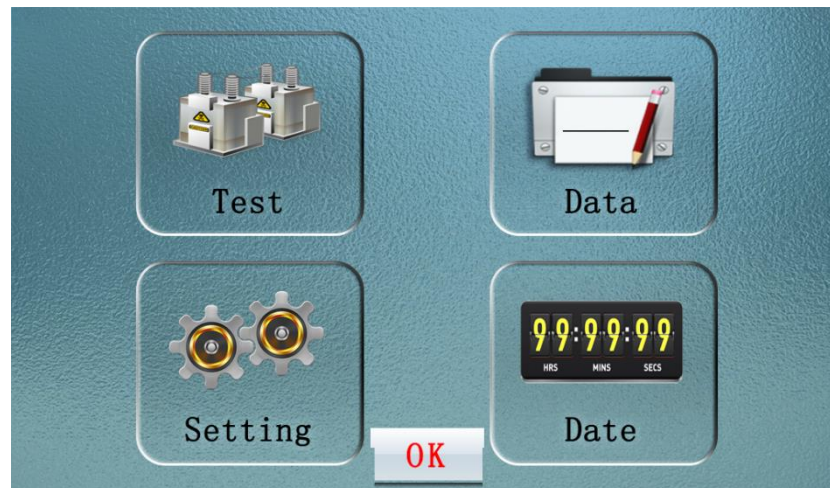 Test
Data
99:99:99
HRS MINS SECS
Setting
Date
OK